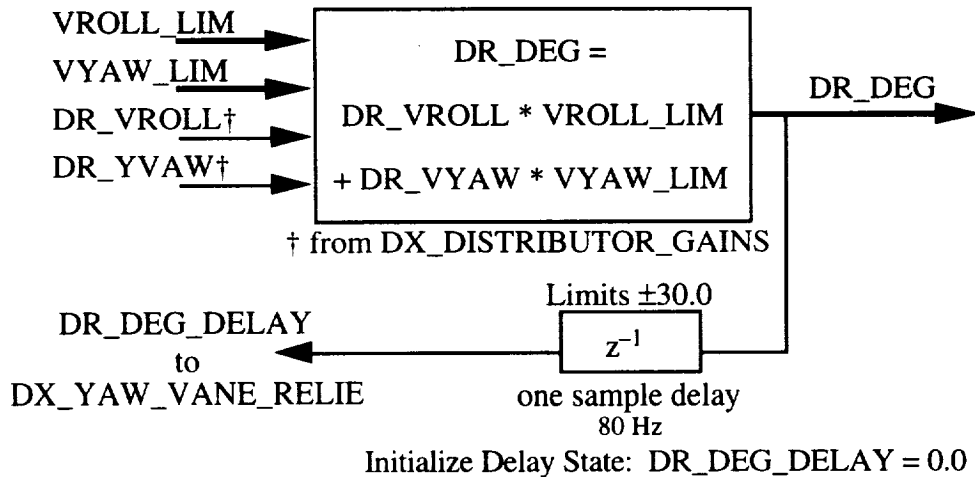 VROLL_LIM
VYAW_LIM
DR_VROLL†
DR_YVAW†
DR_DEG =
DR_VROLL * VROLL_LIM
+ DR_VYAW * VYAW_LIM
DR_DEG
† from DX_DISTRIBUTOR_GAINS
Limits ±30.0
z⁻¹
one sample delay
80 Hz
DR_DEG_DELAY
to
DX_YAW_VANE_RELIE
Initialize Delay State: DR_DEG_DELAY = 0.0